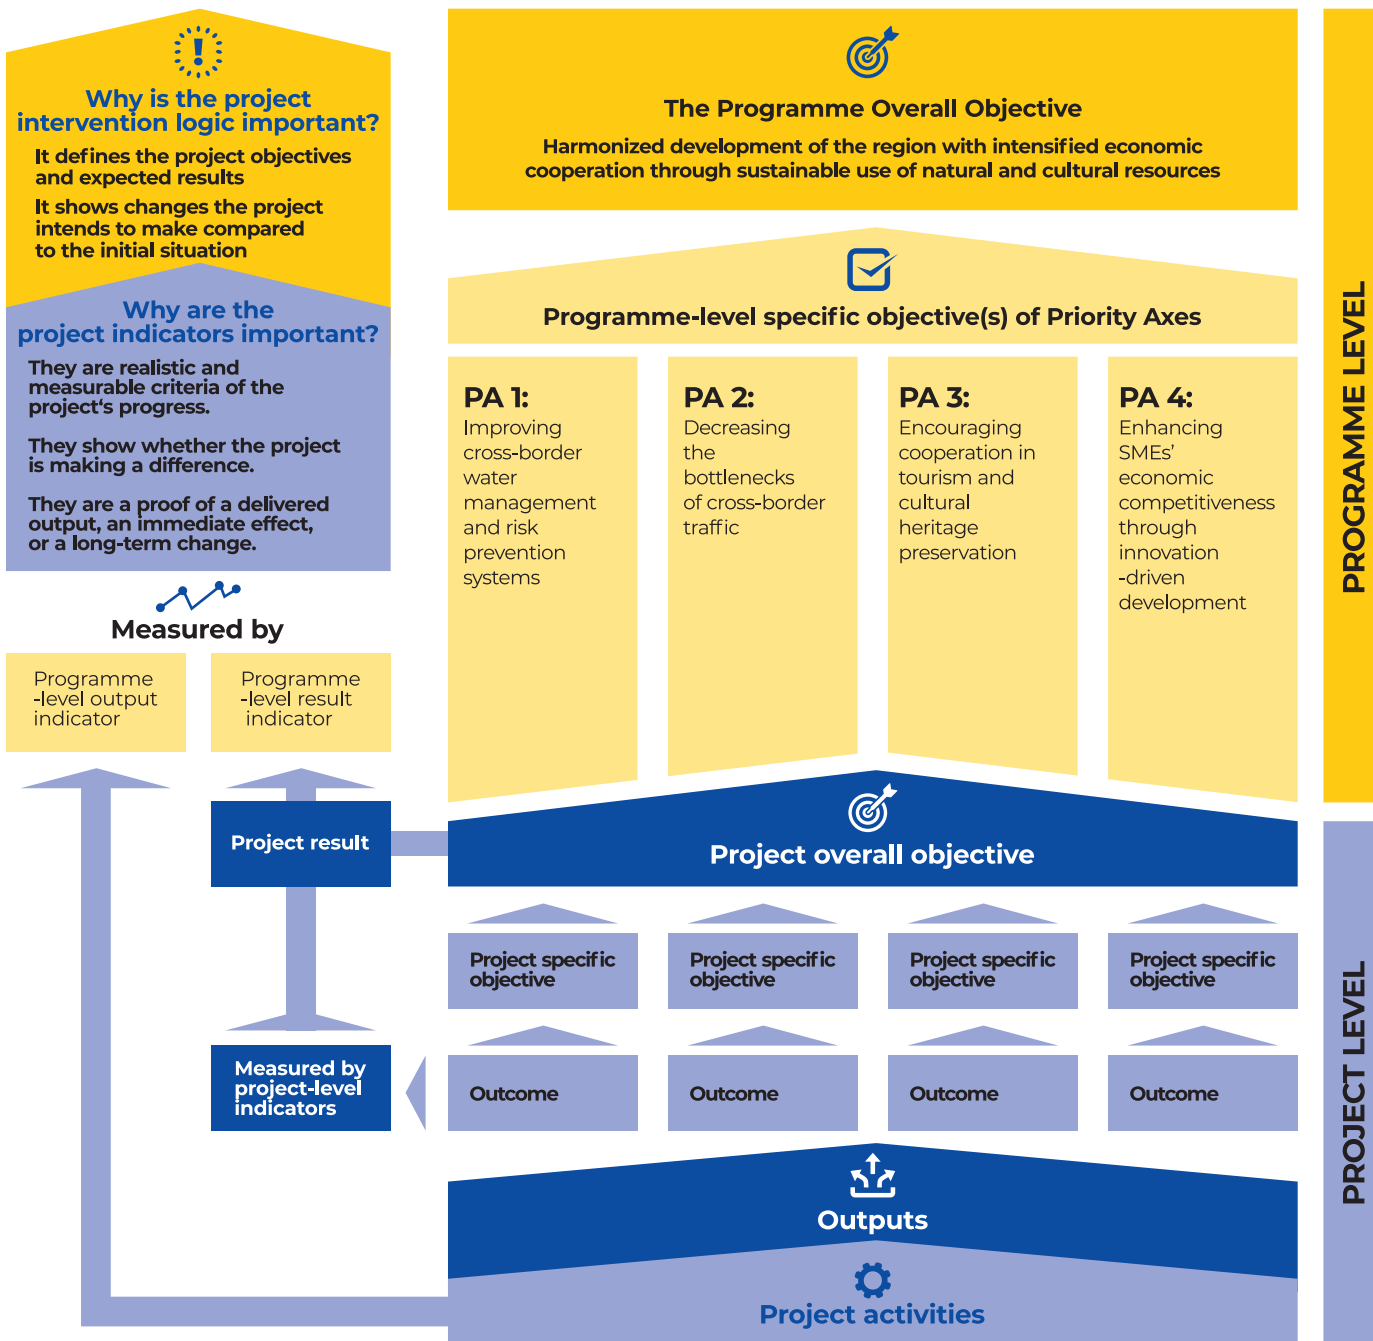 Why is the project
intervention logic important?
It defines the project objectives
and expected results
It shows changes the project
intends to make compared
to the initial situation
Why are the
project indicators important?
They are realistic and
measurable criteria of the
project‘s progress.
They show whether the project
is making a difference.
They are a proof of a delivered
output, an immediate effect,
or a long-term change.
Measured by
Programme
-level output
indicator
Programme
-level result
indicator
Project result
Measured by
project-level
indicators
The Programme Overall Objective
Harmonized development of the region with intensified economic
cooperation through sustainable use of natural and cultural resources
Programme-level specific objective(s) of Priority Axes
PA 1:
Improving
cross-border
water
management
and risk
prevention
systems
PA 2:
Decreasing
the
bottlenecks
of cross-border
traffic
PA 3:
Encouraging
cooperation in
tourism and
cultural
heritage
preservation
PA 4:
Enhancing
SMEs’
economic
competitiveness
through
innovation
-driven
development
Project overall objective
Project specific
objective
Project specific
objective
Project specific
objective
Project specific
objective
Outcome
Outcome
Outcome
Outcome
Outputs
Project activities
PROGRAMME LEVEL
PROJECT LEVEL